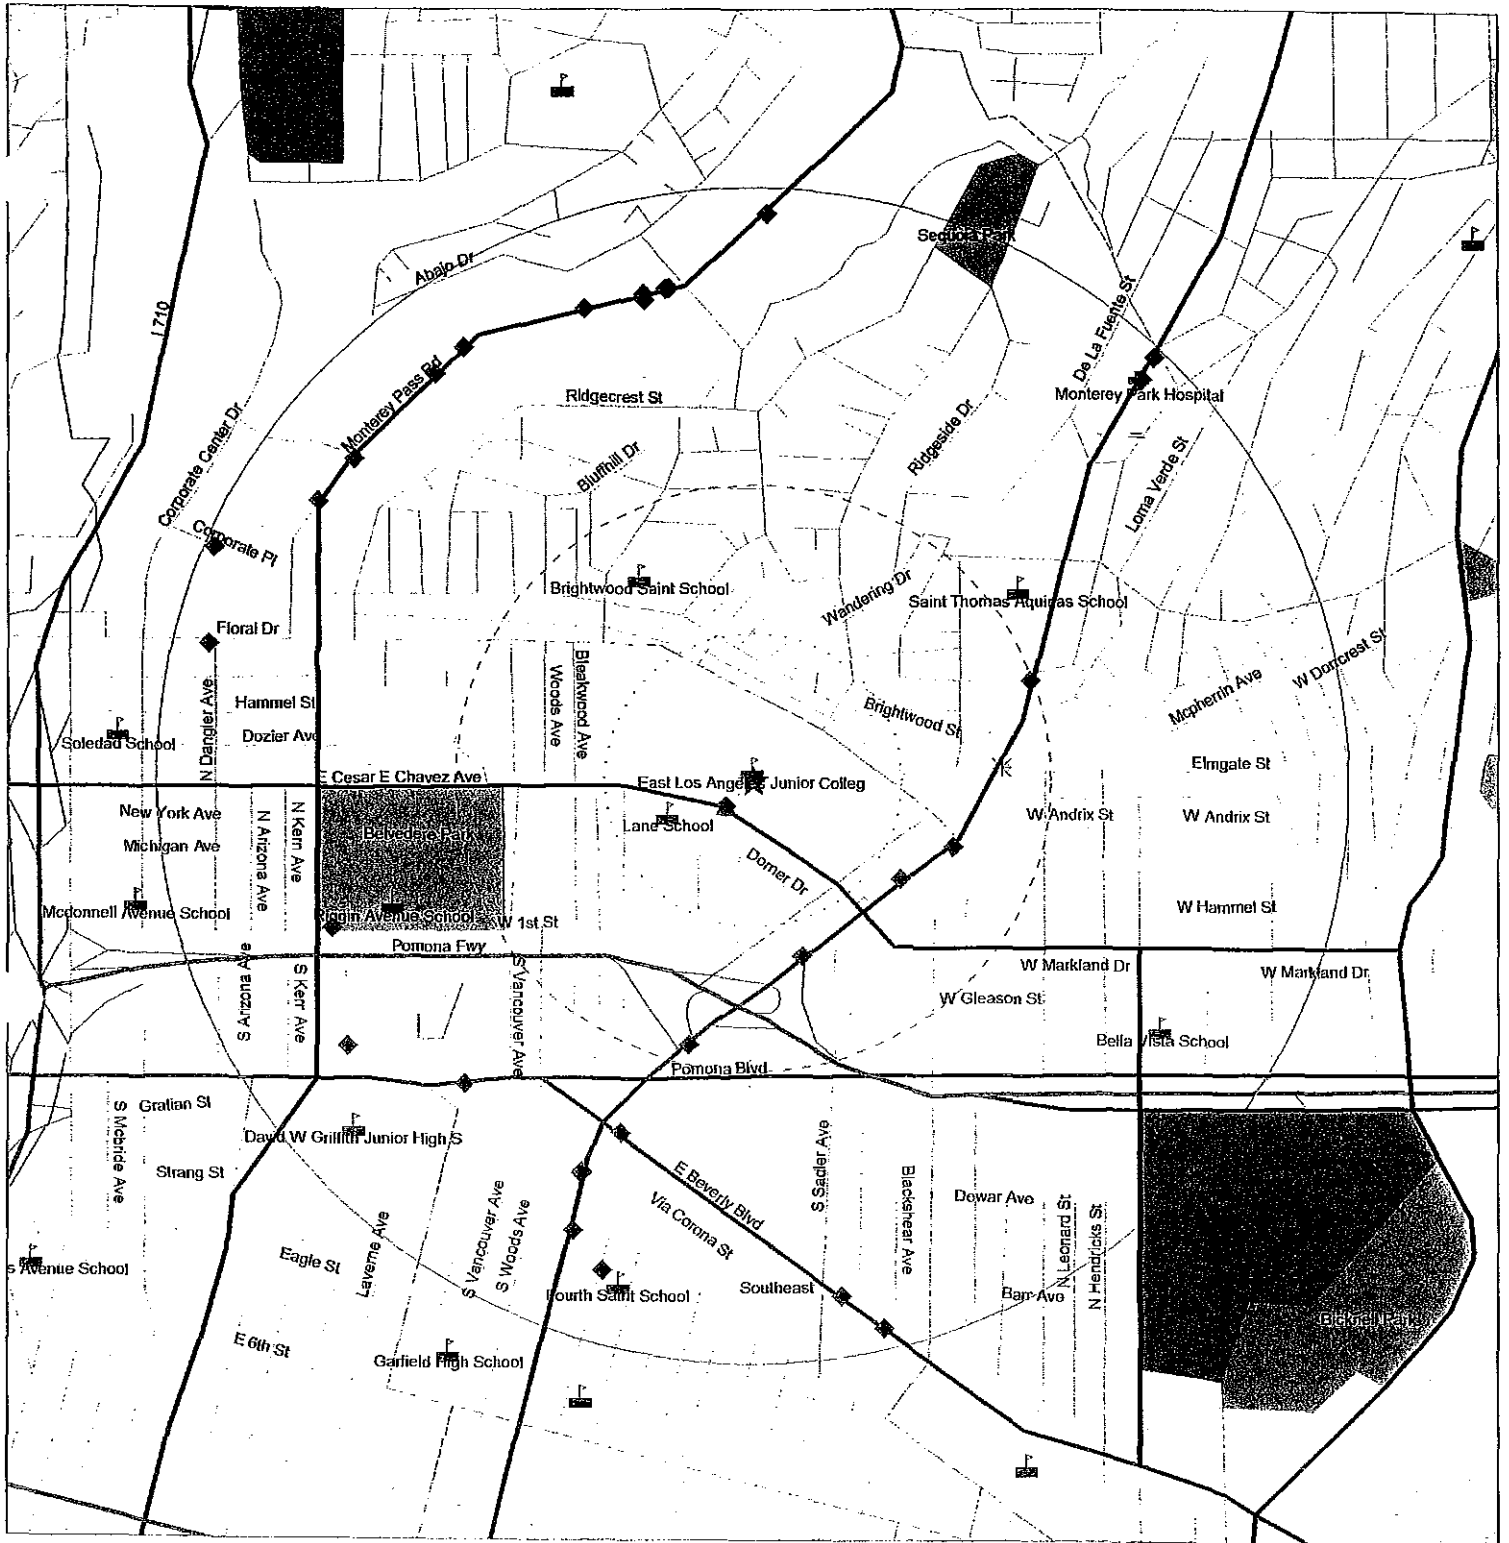 Sequoia Park
Abajo Dr
De La Fuente St
I 710
Monterey Pass Rd
Ridgecrest St
Monterey Park Hospital
Corporate Center Dr
Bluffhill Dr
Ridgeside Dr
Loma Verde St
Corporate Pl
Brightwood Saint School
Wandering Dr
Saint Thomas Aquinas School
Floral Dr
W Doncrest St
Bleakwood Ave
Woods Ave
Mcpherrin Ave
N Dangler Ave
Hammel St
Brightwood St
Soledad School
Dozier Ave
Elmgate St
E Cesar E Chavez Ave
East Los Angeles Junior Colleg
New York Ave
N Kern Ave
N Arizona Ave
Belvedere Park
Lane School
W Andrix St
W Andrix St
Michigan Ave
Dorner Dr
Mcdonnell Avenue School
Riggin Avenue School
W 1st St
W Hammel St
Pomona Fwy
S Arizona Ave
S Kerr Ave
S Vancouver Ave
W Markland Dr
W Markland Dr
W Gleason St
Bella Vista School
Pomona Blvd
Gratian St
S Mcbride Ave
David W Griffith Junior High S
S Sadler Ave
Strang St
E Beverly Blvd
Blackshear Ave
Dewar Ave
Via Corona St
N Leonard St
N Hendricks St
Laverne Ave
S Vancouver Ave
S Woods Ave
Eagle St
s Avenue School
Fourth Saint School
Southeast
Barr Ave
Bicknell Park
E 6th St
Garfield High School